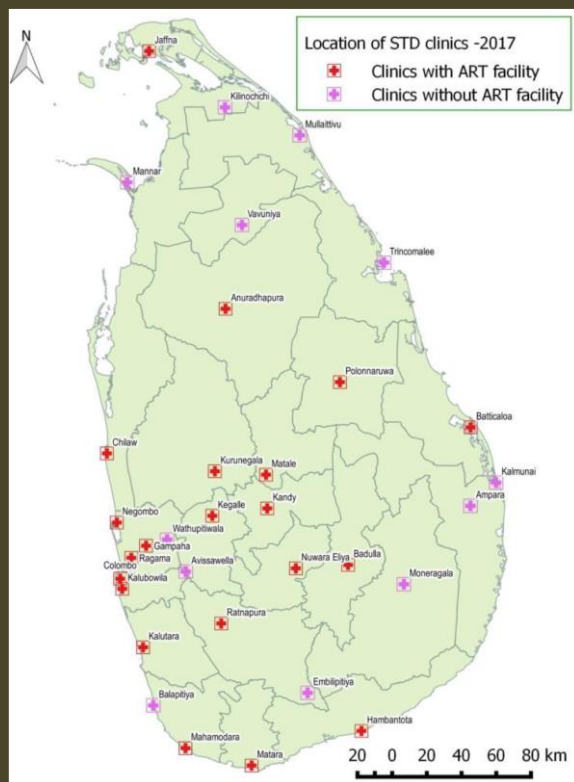 N
Location of STD clinics -2017
Clinics with ART facility
Clinics without ART facility
Jaffna
Kilinochchi
Mullaittivu
Mannar
Vavuniya
Trincomalee
Anuradhapura
Polonnaruwa
Batticaloa
Chilaw
Kurunegala
Matale
Kalmunai
Ampara
Kegalle
Kandy
Negombo
Wathupitiwala
Gampaha
Ragama
Avissawella
Nuwara Eliya
Badulla
Colombo
Kalubowila
Moneragala
Ratnapura
Kalutara
Embilipitiya
Balapitiya
Hambantota
Mahamodara
Matara
20 0 20 40 60 80 km